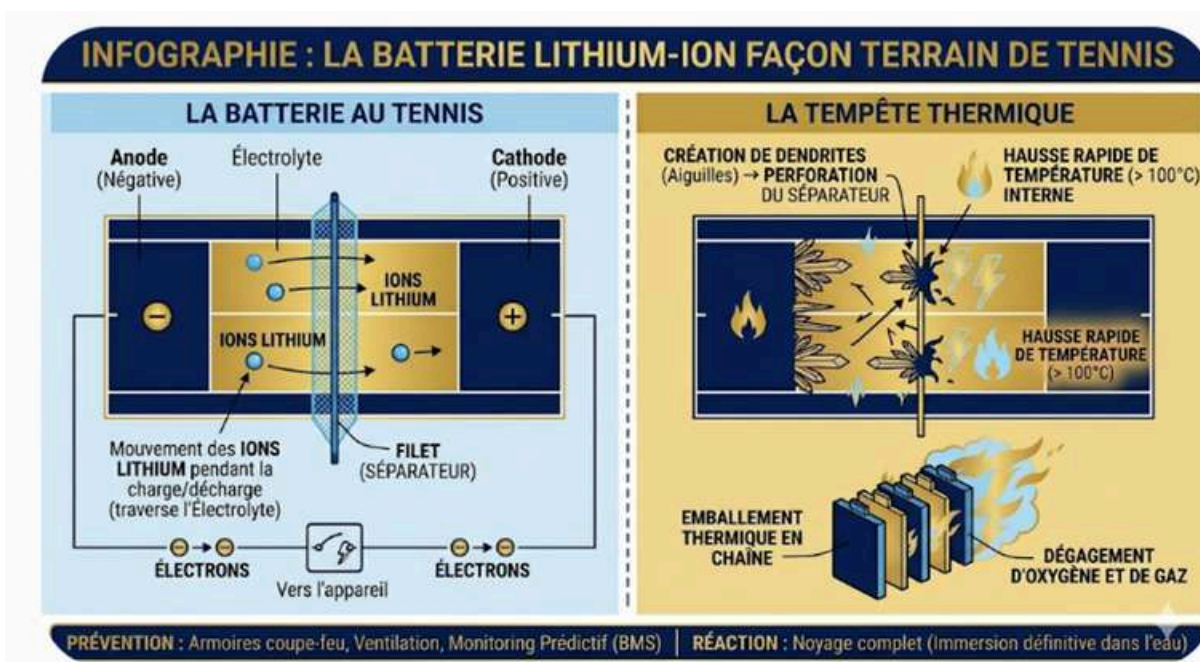 INFOGRAPHIE : LA BATTERIE LITHIUM-ION FAÇON TERRAIN DE TENNIS
LA BATTERIE AU TENNIS
Anode
(Négative)
Électrolyte
Cathode
(Positive)
IONS
LITHIUM
IONS LITHIUM
−
+
Mouvement des IONS
LITHIUM pendant la
charge/décharge
(traverse l'Électrolyte)
FILET
(SÉPARATEUR)
ÉLECTRONS
Vers l'appareil
ÉLECTRONS
LA TEMPÊTE THERMIQUE
CRÉATION DE DENDRITES
(Aiguilles) → PERFORATION
DU SÉPARATEUR
HAUSSE RAPIDE DE
TEMPÉRATURE (> 100°C)
INTERNE
HAUSSE RAPIDE
DE TEMPÉRATURE
(> 100°C)
EMBALLEMENT
THERMIQUE EN
CHAÎNE
DÉGAGEMENT
D'OXYGÈNE ET DE GAZ
PRÉVENTION : Armoires coupe-feu, Ventilation, Monitoring Prédictif (BMS) | RÉACTION : Noyage complet (Immersion définitive dans l'eau)